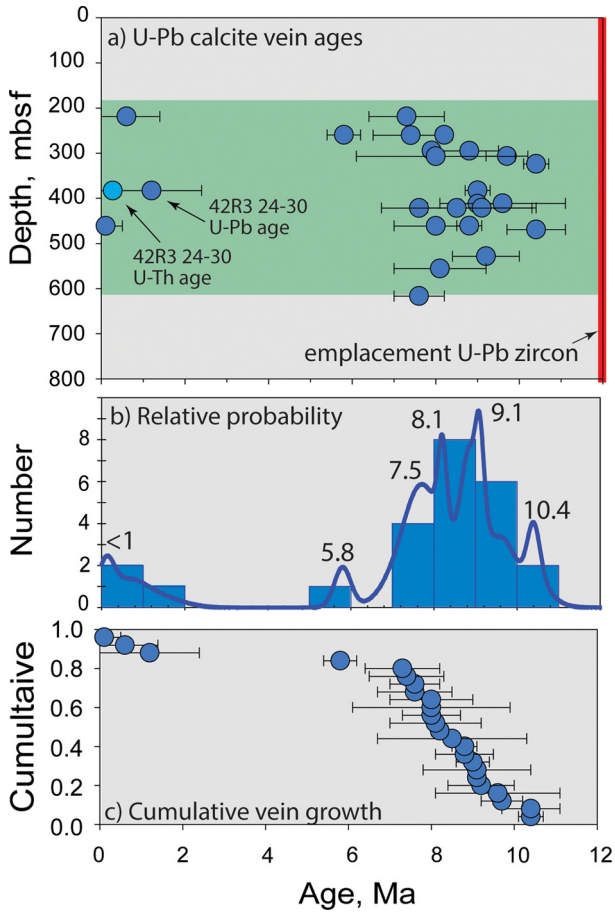 a) U-Pb calcite vein ages
0
100
200
300
400
500
600
700
800
Depth, mbsf
42R3 24-30
U-Pb age
42R3 24-30
U-Th age
emplacement U-Pb zircon
b) Relative probability
8
6
4
2
0
Number
<1
5.8
7.5
8.1
9.1
10.4
1.0
0.8
0.6
0.4
0.2
0.0
Cumultaive
c) Cumulative vein growth
0 2 4 6 8 10 12
Age, Ma